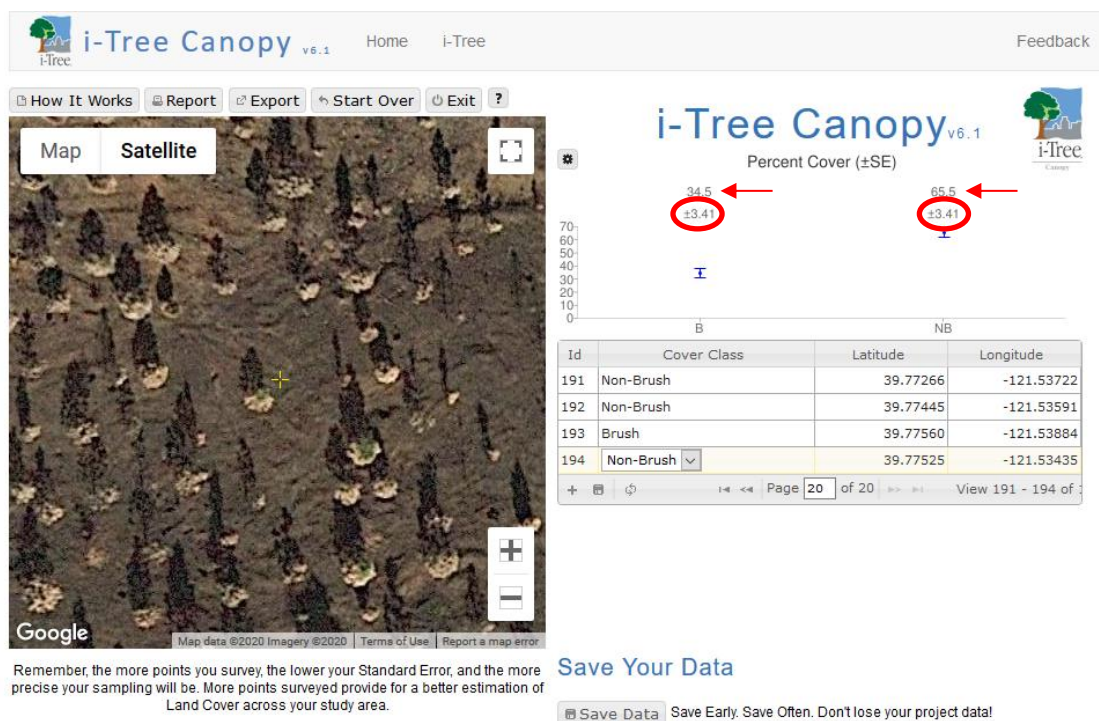 i-Tree
i-Tree Canopy v6.1 Home i-Tree Feedback
How It Works Report Export Start Over Exit ?
Map Satellite
Google
Map data ©2020 Imagery ©2020 Terms of Use Report a map error
Remember, the more points you survey, the lower your Standard Error, and the more
precise your sampling will be. More points surveyed provide for a better estimation of
Land Cover across your study area.
i-Tree Canopy v6.1
i-Tree
Canopy
Percent Cover (±SE)
34.5 65.5
±3.41 ±3.41
70
60
50
40
30
20
10
0
B NB
Id Cover Class Latitude Longitude
191 Non-Brush 39.77266 -121.53722
192 Non-Brush 39.77445 -121.53591
193 Brush 39.77560 -121.53884
194 Non-Brush 39.77525 -121.53435
Page 20 of 20 View 191 - 194 of
Save Your Data
Save Data Save Early. Save Often. Don't lose your project data!